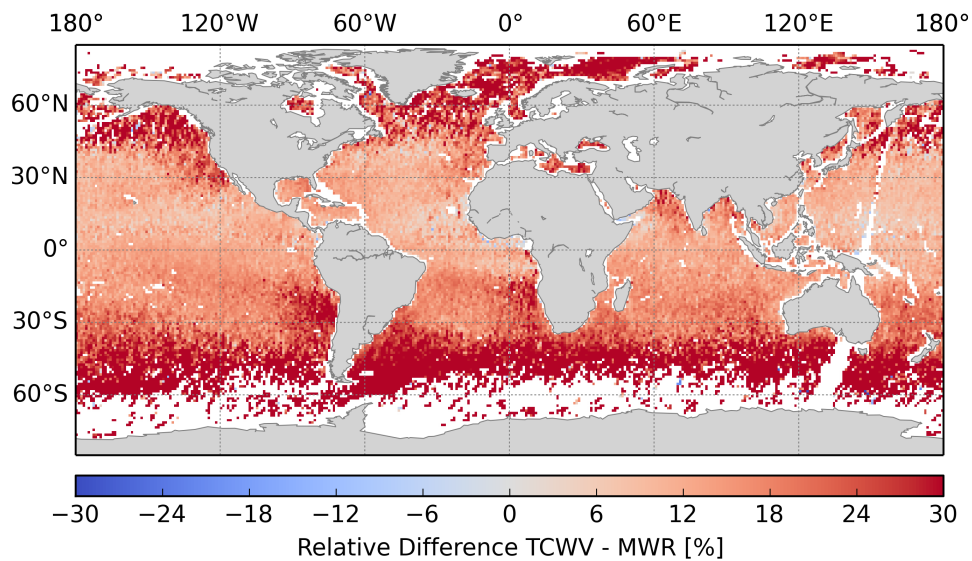 180° 120°W 60°W 0° 60°E 120°E 180°
60°N
30°N
0°
30°S
60°S
−30 −24 −18 −12 −6 0 6 12 18 24 30
Relative Difference TCWV - MWR [%]